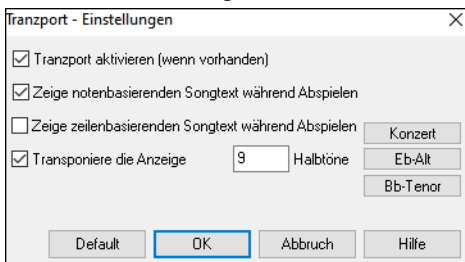 Tranzport - Einstellungen
Tranzport aktivieren (wenn vorhanden)
Zeige notenbasierenden Songtext während Abspielen
Zeige zeilenbasierenden Songtext während Abspielen
Konzert
Transponiere die Anzeige 9 Halbtöne Eb-Alt
Bb-Tenor
Default OK Abbruch Hilfe